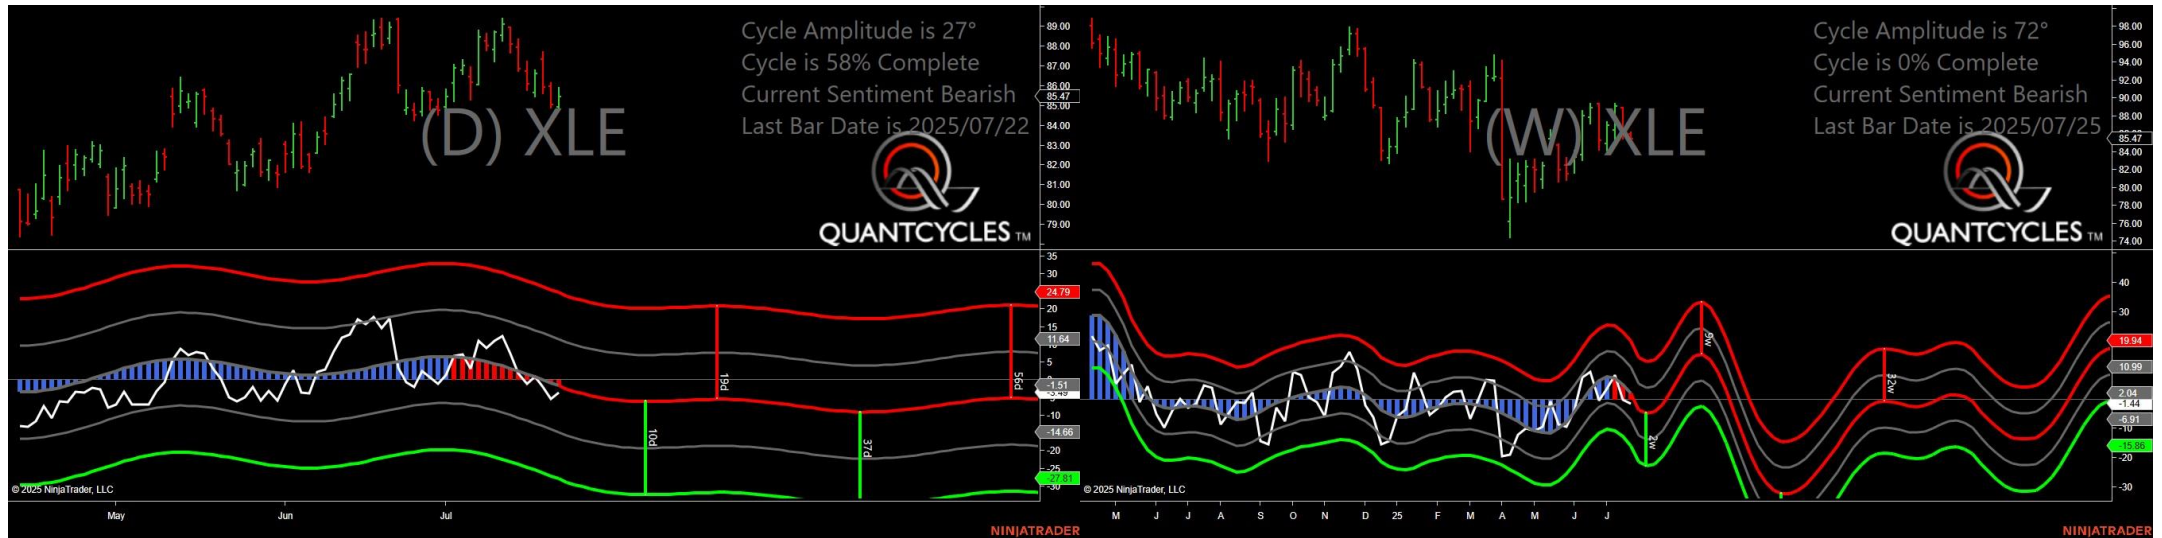 Cycle Amplitude is 27°
Cycle is 58% Complete
Current Sentiment Bearish
Last Bar Date is 2025/07/22
(D) XLE
QUANTCYCLES TM
89.00
88.00
87.00
86.00
85.47
85.00
84.00
83.00
82.00
81.00
80.00
79.00
35
30
24.79
20
15
11.64
5
-1.51
-3.49
-10
-14.66
-20
-25
-27.81
-30
19d
56d
10d
37d
© 2025 NinjaTrader, LLC
May Jun Jul
NINJATRADER
Cycle Amplitude is 72°
Cycle is 0% Complete
Current Sentiment Bearish
Last Bar Date is 2025/07/25
(W) XLE
QUANTCYCLES TM
98.00
96.00
94.00
92.00
90.00
88.00
85.47
84.00
82.00
80.00
78.00
76.00
74.00
40
30
19.94
10.99
2.04
-1.44
-6.91
-10
-15.86
-20
-30
32w
2w
© 2025 NinjaTrader, LLC
M J J A S O N D 25 F M A M J J
NINJATRADER